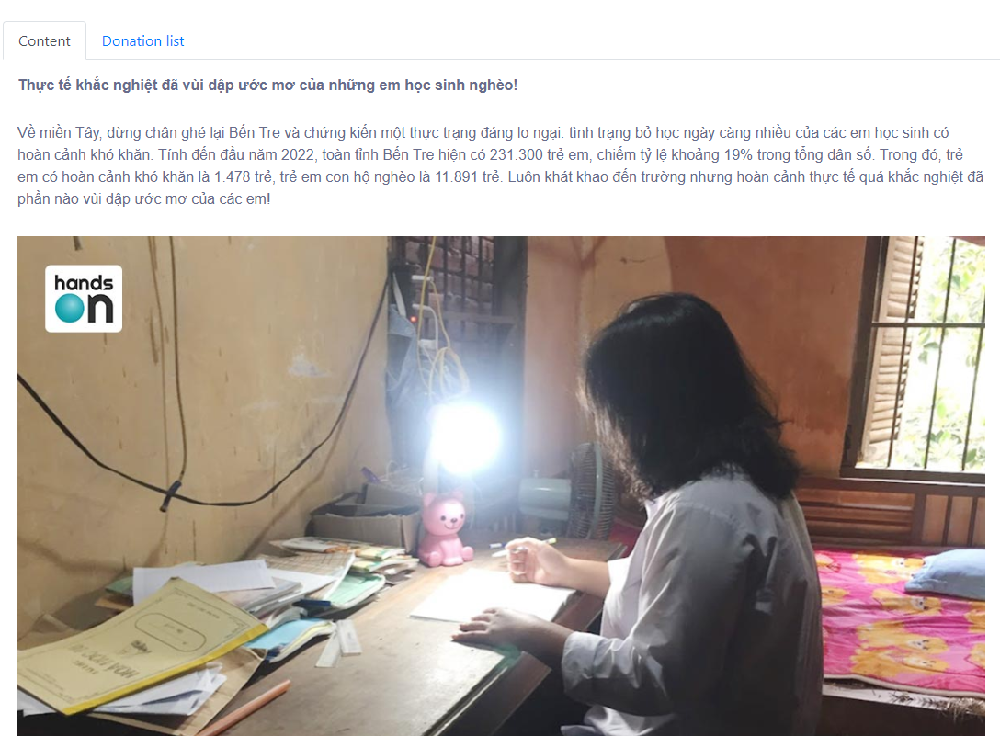 Content
Donation list
Thực tế khắc nghiệt đã vùi dập ước mơ của những em học sinh nghèo!
Về miền Tây, dừng chân ghé lại Bến Tre và chứng kiến một thực trạng đáng lo ngại: tình trạng bỏ học ngày càng nhiều của các em học sinh có
hoàn cảnh khó khăn. Tính đến đầu năm 2022, toàn tỉnh Bến Tre hiện có 231.300 trẻ em, chiếm tỷ lệ khoảng 19% trong tổng dân số. Trong đó, trẻ
em có hoàn cảnh khó khăn là 1.478 trẻ, trẻ em con hộ nghèo là 11.891 trẻ. Luôn khát khao đến trường nhưng hoàn cảnh thực tế quá khắc nghiệt đã
phần nào vùi dập ước mơ của các em!
hands
on